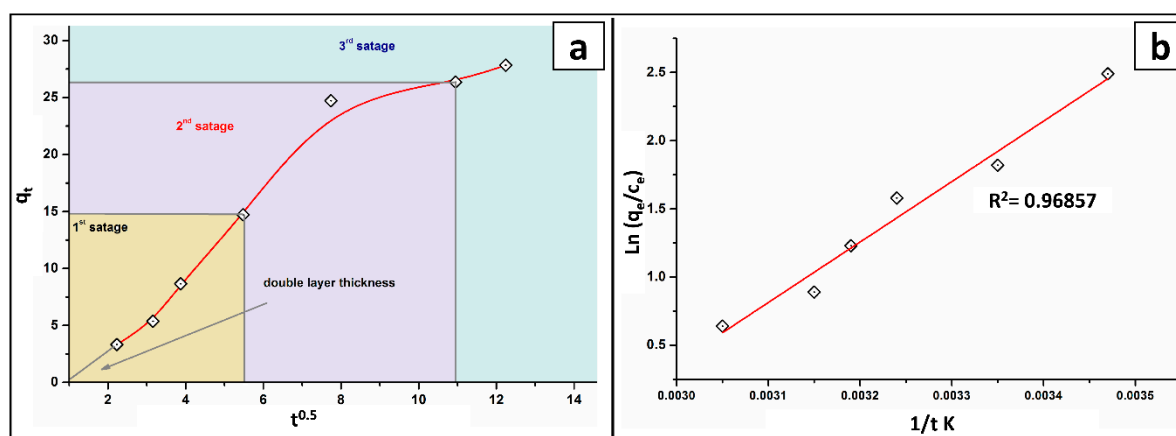 a
3rd satage
2nd satage
1st satage
double layer thickness
30
25
20
15
10
5
0
qt
2
4
6
8
10
12
14
t0.5
b
R2= 0.96857
2.5
2.0
1.5
1.0
0.5
Ln (qe/ce)
0.0030
0.0031
0.0032
0.0033
0.0034
0.0035
1/t K